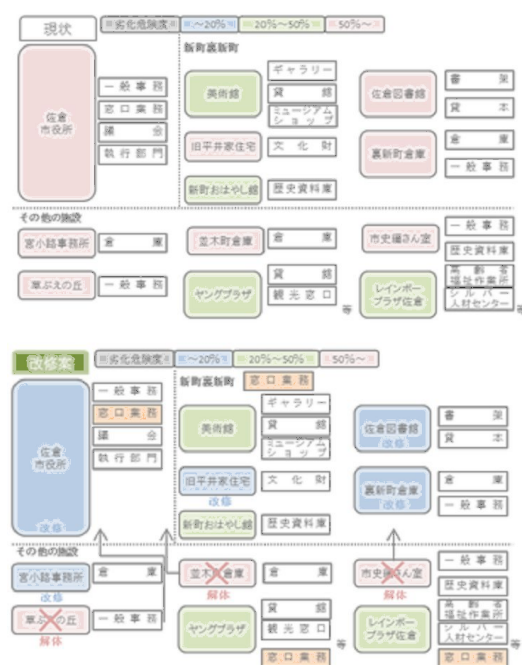 現状
劣化危険度
～20%
20%～50%
50%～
新町裏新町
佐倉
市役所
一般事務
窓口業務
議会
執行部門
美術館
ギャラリー
貸館
ミュージアム
ショップ
旧平井家住宅
文化財
新町おはやし館
歴史資料庫
佐倉図書館
書架
貸本
裏新町倉庫
倉庫
一般事務
その他の施設
宮小路事務所
倉庫
草ぶえの丘
一般事務
並木町倉庫
倉庫
ヤングプラザ
貸館
観光窓口
等
市史編さん室
一般事務
歴史資料庫
レインボー
プラザ佐倉
高齢者
福祉作業所
シルバー
人材センター
等
改修案
劣化危険度
～20%
20%～50%
50%～
新町裏新町
窓口業務
佐倉
市役所
改修
一般事務
窓口業務
議会
執行部門
美術館
ギャラリー
貸館
ミュージアム
ショップ
旧平井家住宅
改修
文化財
新町おはやし館
歴史資料庫
佐倉図書館
改修
書架
貸本
裏新町倉庫
改修
倉庫
一般事務
その他の施設
宮小路事務所
改修
倉庫
草ぶえの丘
解体
一般事務
並木町倉庫
解体
倉庫
ヤングプラザ
貸館
観光窓口
窓口業務
等
市史編さん室
解体
一般事務
歴史資料庫
レインボー
プラザ佐倉
高齢者
福祉作業所
シルバー
人材センター
窓口業務
等